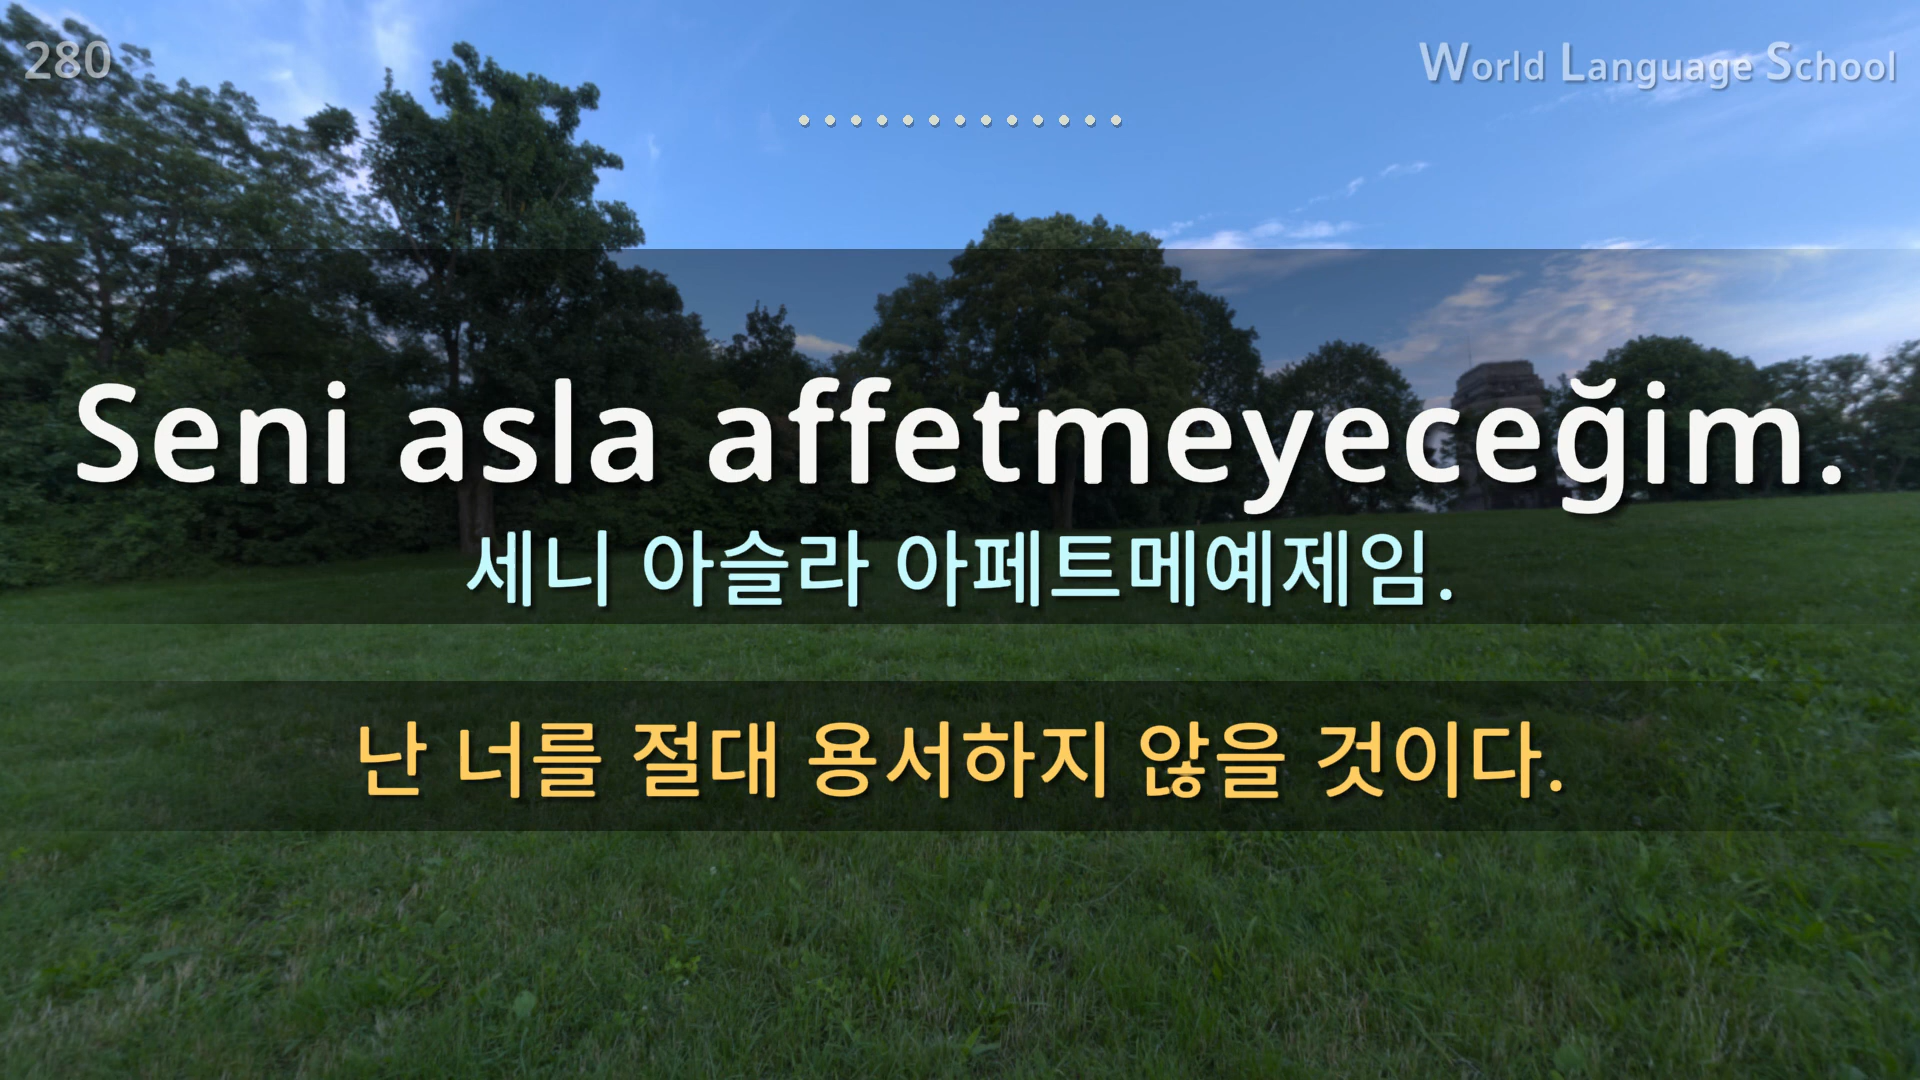 280
World Language School
Seni asla affetmeyeceğim.
세니 아슬라 아페트메예제임.
난 너를 절대 용서하지 않을 것이다.